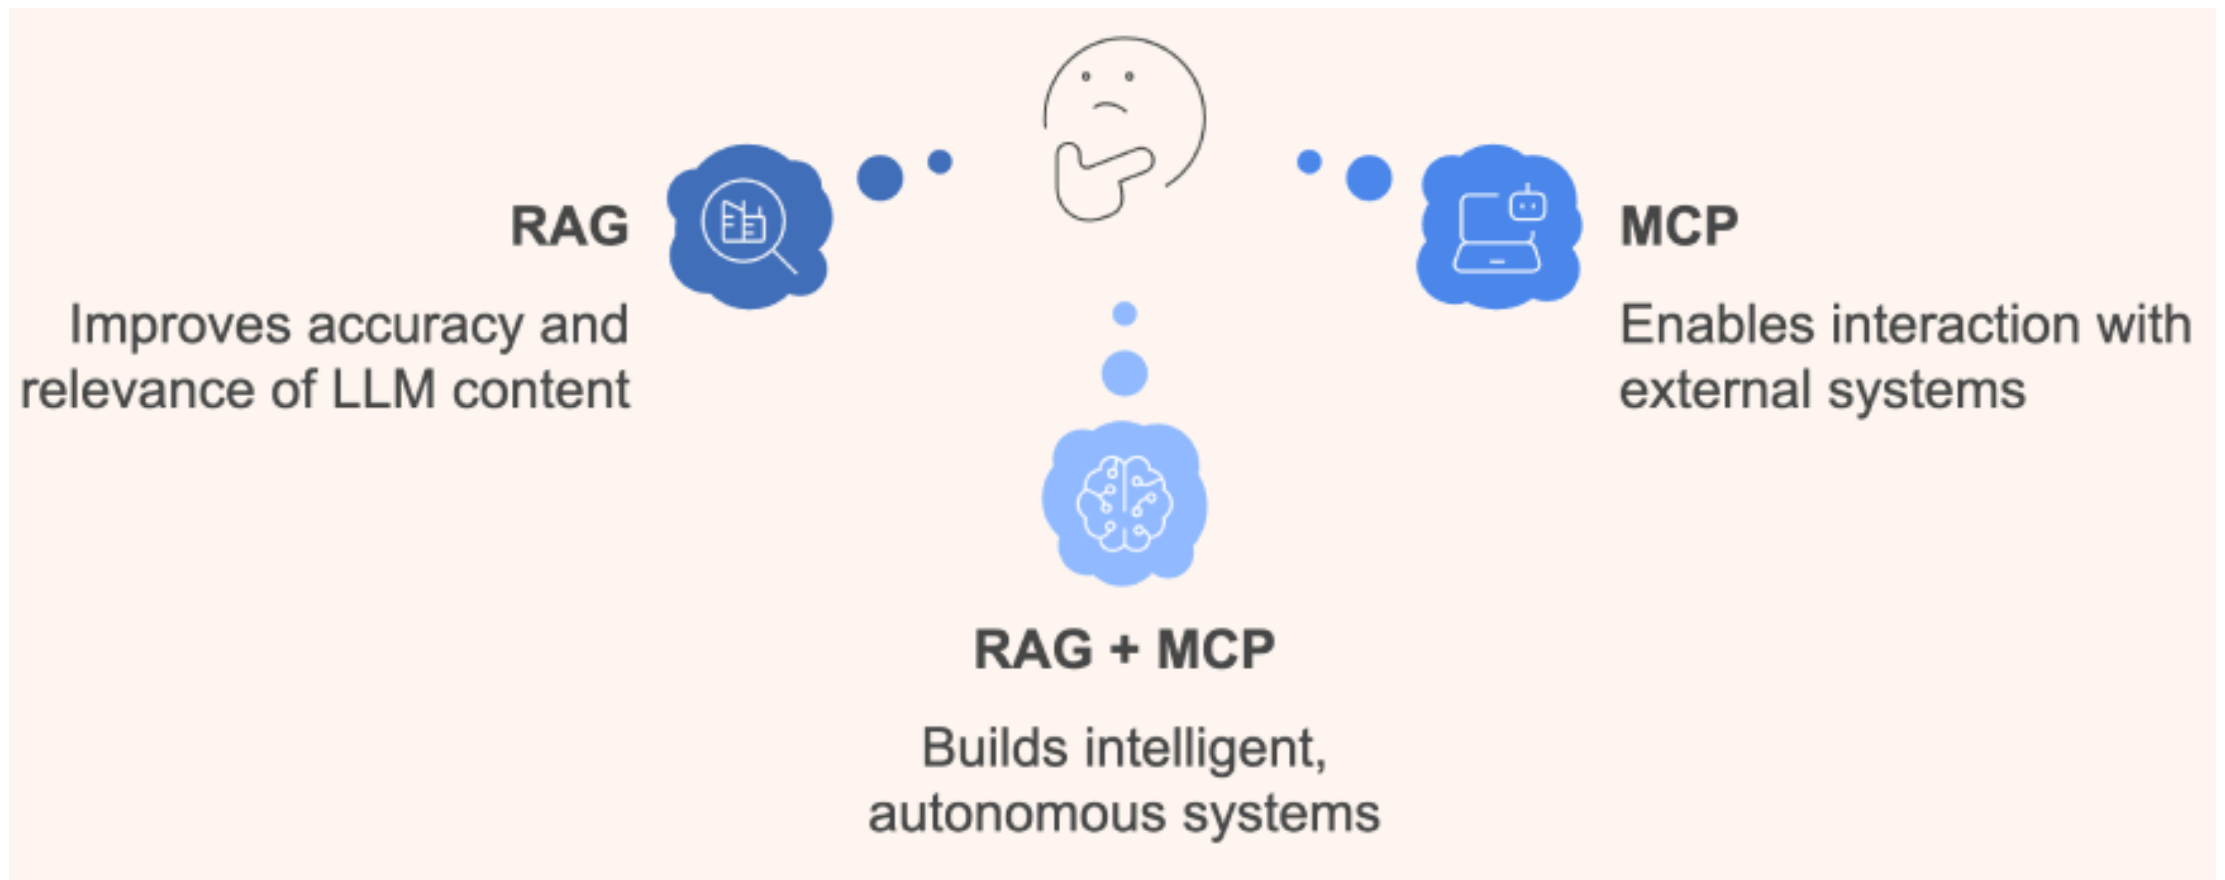 RAG
Improves accuracy and
relevance of LLM content
MCP
Enables interaction with
external systems
RAG + MCP
Builds intelligent,
autonomous systems